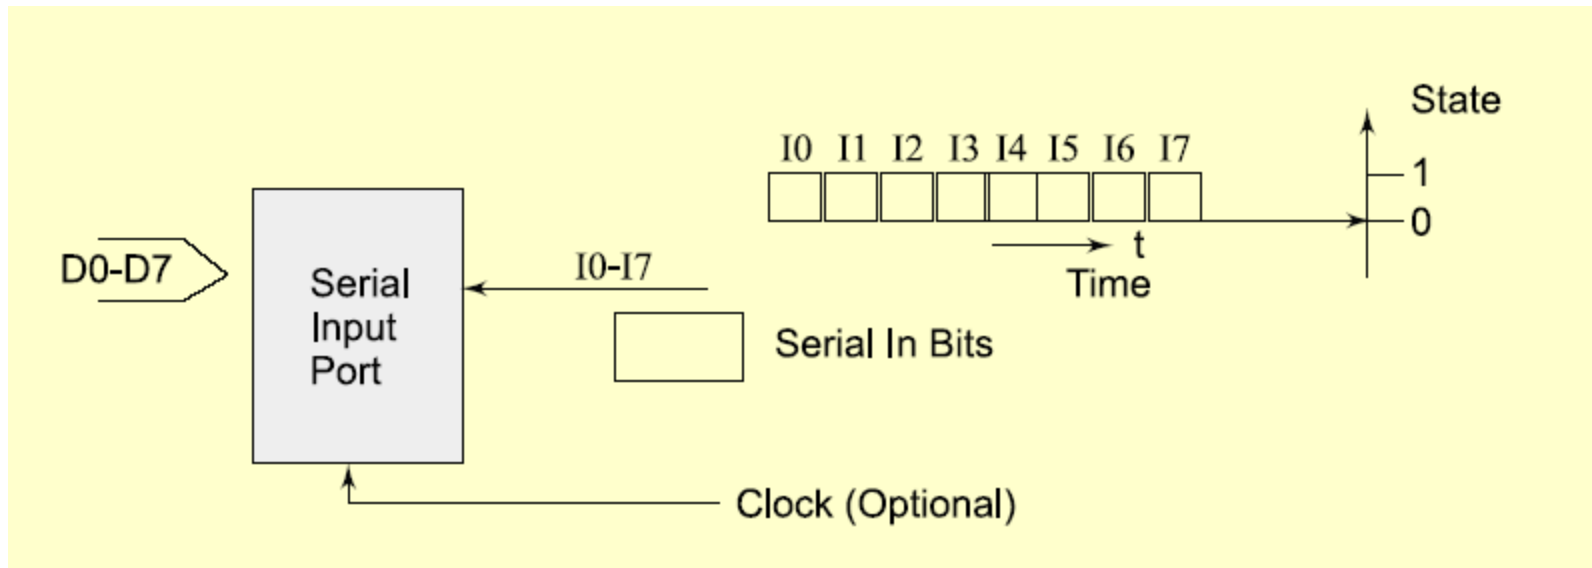 State
I0 I1 I2 I3 I4 I5 I6 I7
1
0
t
Time
D0-D7
Serial
Input
Port
I0-I7
Serial In Bits
Clock (Optional)